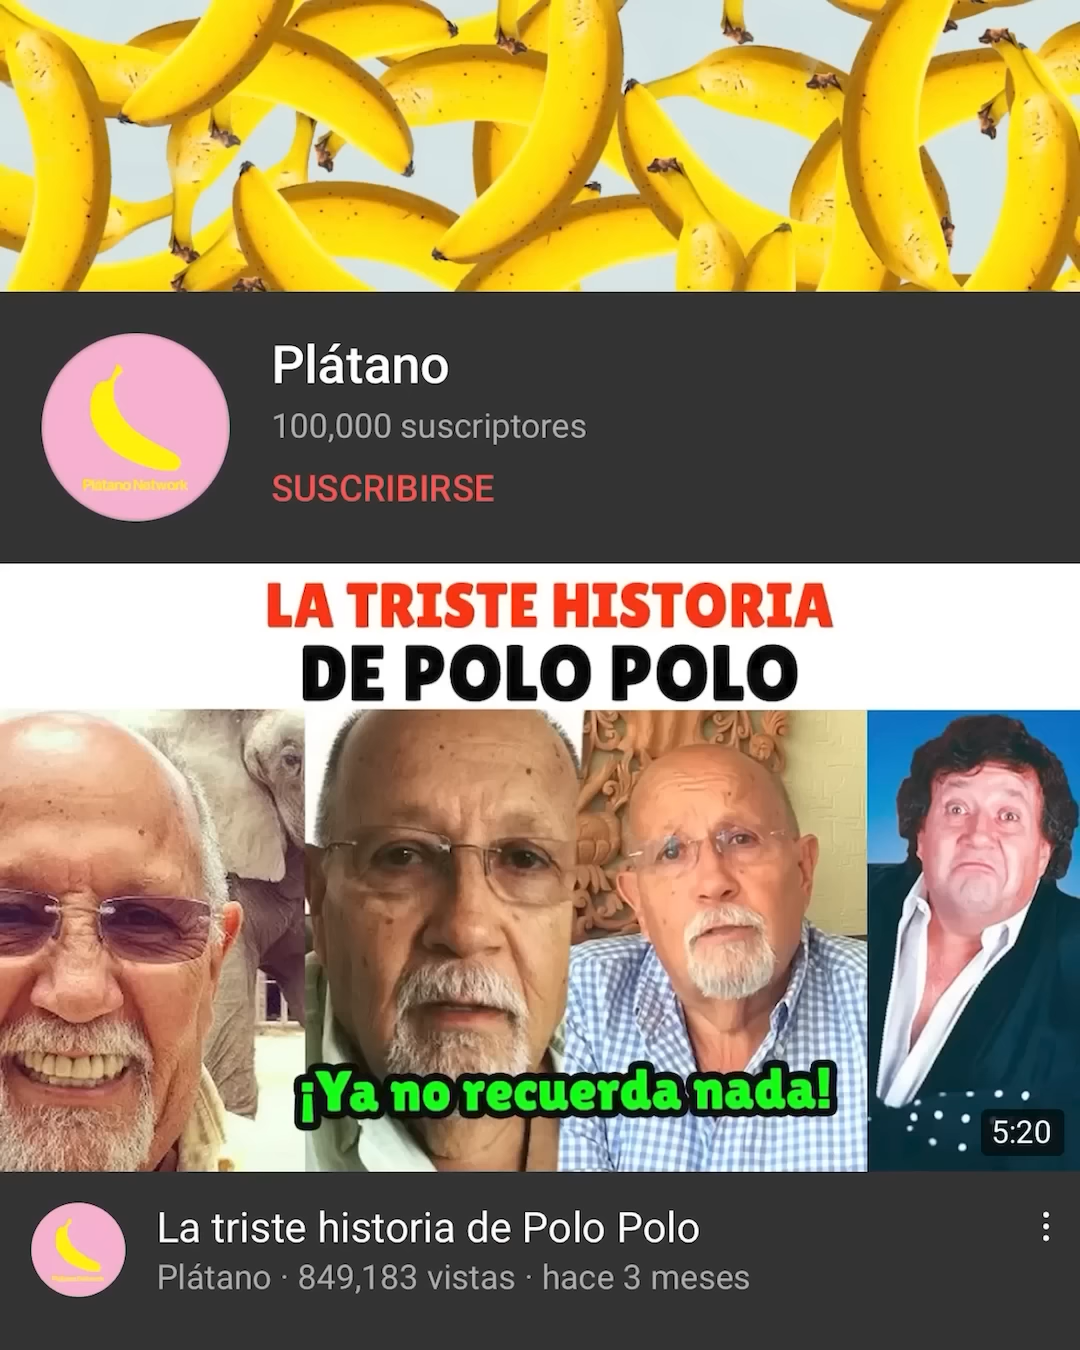 Plátano
100,000 suscriptores
SUSCRIBIRSE
Plátano Network
LA TRISTE HISTORIA
DE POLO POLO
¡Ya no recuerda nada!
5:20
La triste historia de Polo Polo
Plátano · 849,183 vistas · hace 3 meses